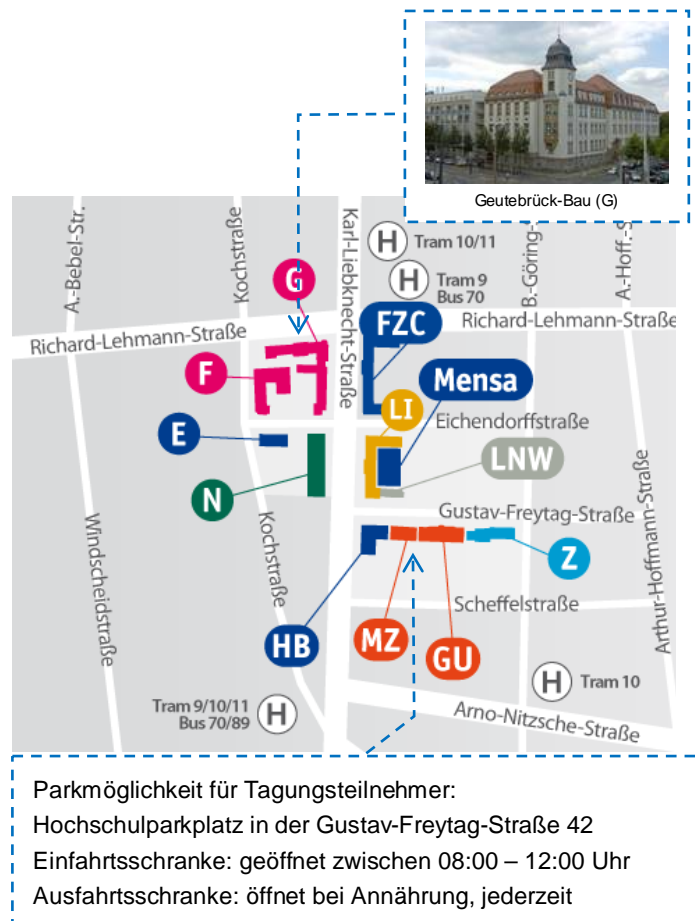 Geutebrück-Bau (G)
A.-Bebel-Str.
Kochstraße
Karl-Liebknecht-Straße
H Tram 10/11
H Tram 9
Bus 70
B.-Göring-
A.-Hoff.-S
G
FZC
Richard-Lehmann-Straße
Richard-Lehmann-Straße
F
Mensa
LI
Eichendorffstraße
E
LNW
N
Gustav-Freytag-Straße
Z
Windscheidstraße
Kochstraße
Arthur-Hoffmann-Straße
Scheffelstraße
HB
MZ
GU
H Tram 10
Tram 9/10/11
Bus 70/89 H
Arno-Nitzsche-Straße
Parkmöglichkeit für Tagungsteilnehmer:
Hochschulparkplatz in der Gustav-Freytag-Straße 42
Einfahrtsschranke: geöffnet zwischen 08:00 – 12:00 Uhr
Ausfahrtsschranke: öffnet bei Annährung, jederzeit